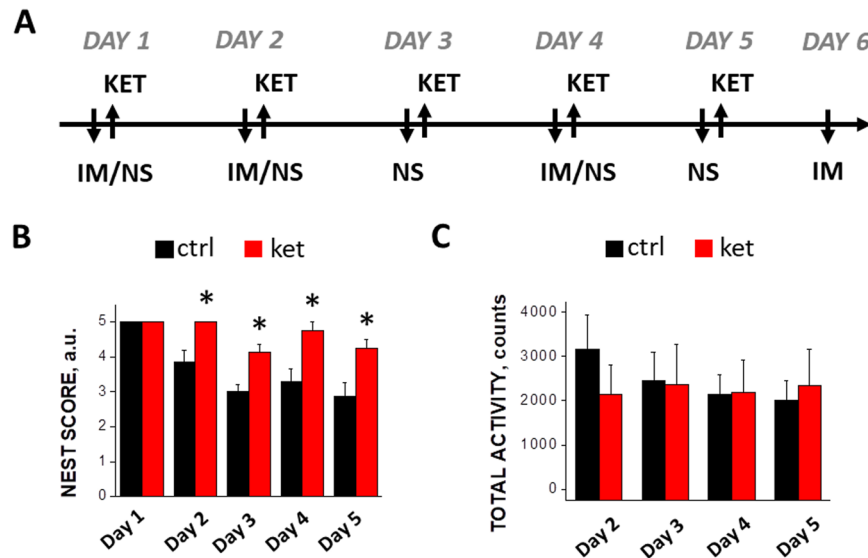 A
DAY 1 DAY 2 DAY 3 DAY 4 DAY 5 DAY 6
KET KET KET KET KET
IM/NS IM/NS NS IM/NS NS IM
B
ctrl ket
NEST SCORE, a.u.
5
4
3
2
1
0
* * * *
Day 1 Day 2 Day 3 Day 4 Day 5
C
ctrl ket
TOTAL ACTIVITY, counts
4000
3000
2000
1000
0
Day 2 Day 3 Day 4 Day 5